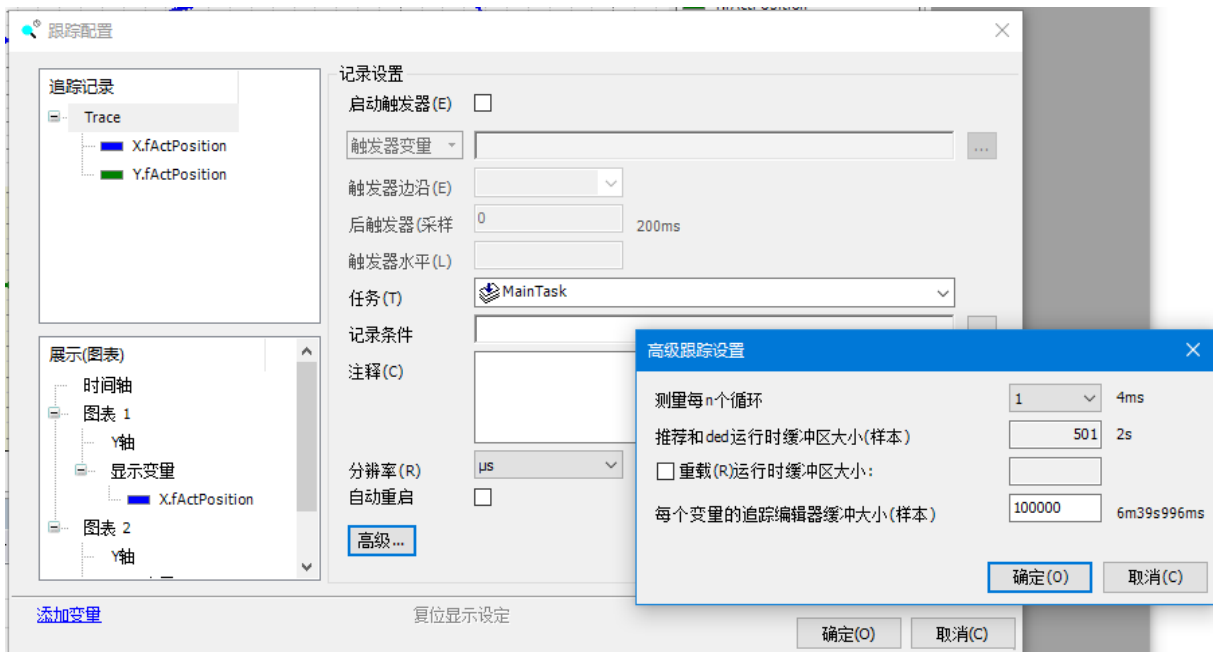 跟踪配置
追踪记录
Trace
X.fActPosition
Y.fActPosition
展示(图表)
时间轴
图表 1
Y轴
显示变量
X.fActPosition
图表 2
Y轴
添加变量
复位显示设定
记录设置
启动触发器(E)
触发器变量
...
触发器边沿(E)
后触发器(采样
0
200ms
触发器水平(L)
任务(T)
MainTask
记录条件
注释(C)
分辨率(R)
µs
自动重启
高级...
确定(O)
取消(C)
高级跟踪设置
测量每n个循环
1
4ms
推荐和ded运行时缓冲区大小(样本)
501
2s
重载(R)运行时缓冲区大小:
每个变量的追踪编辑器缓冲大小(样本)
100000
6m39s996ms
确定(O)
取消(C)